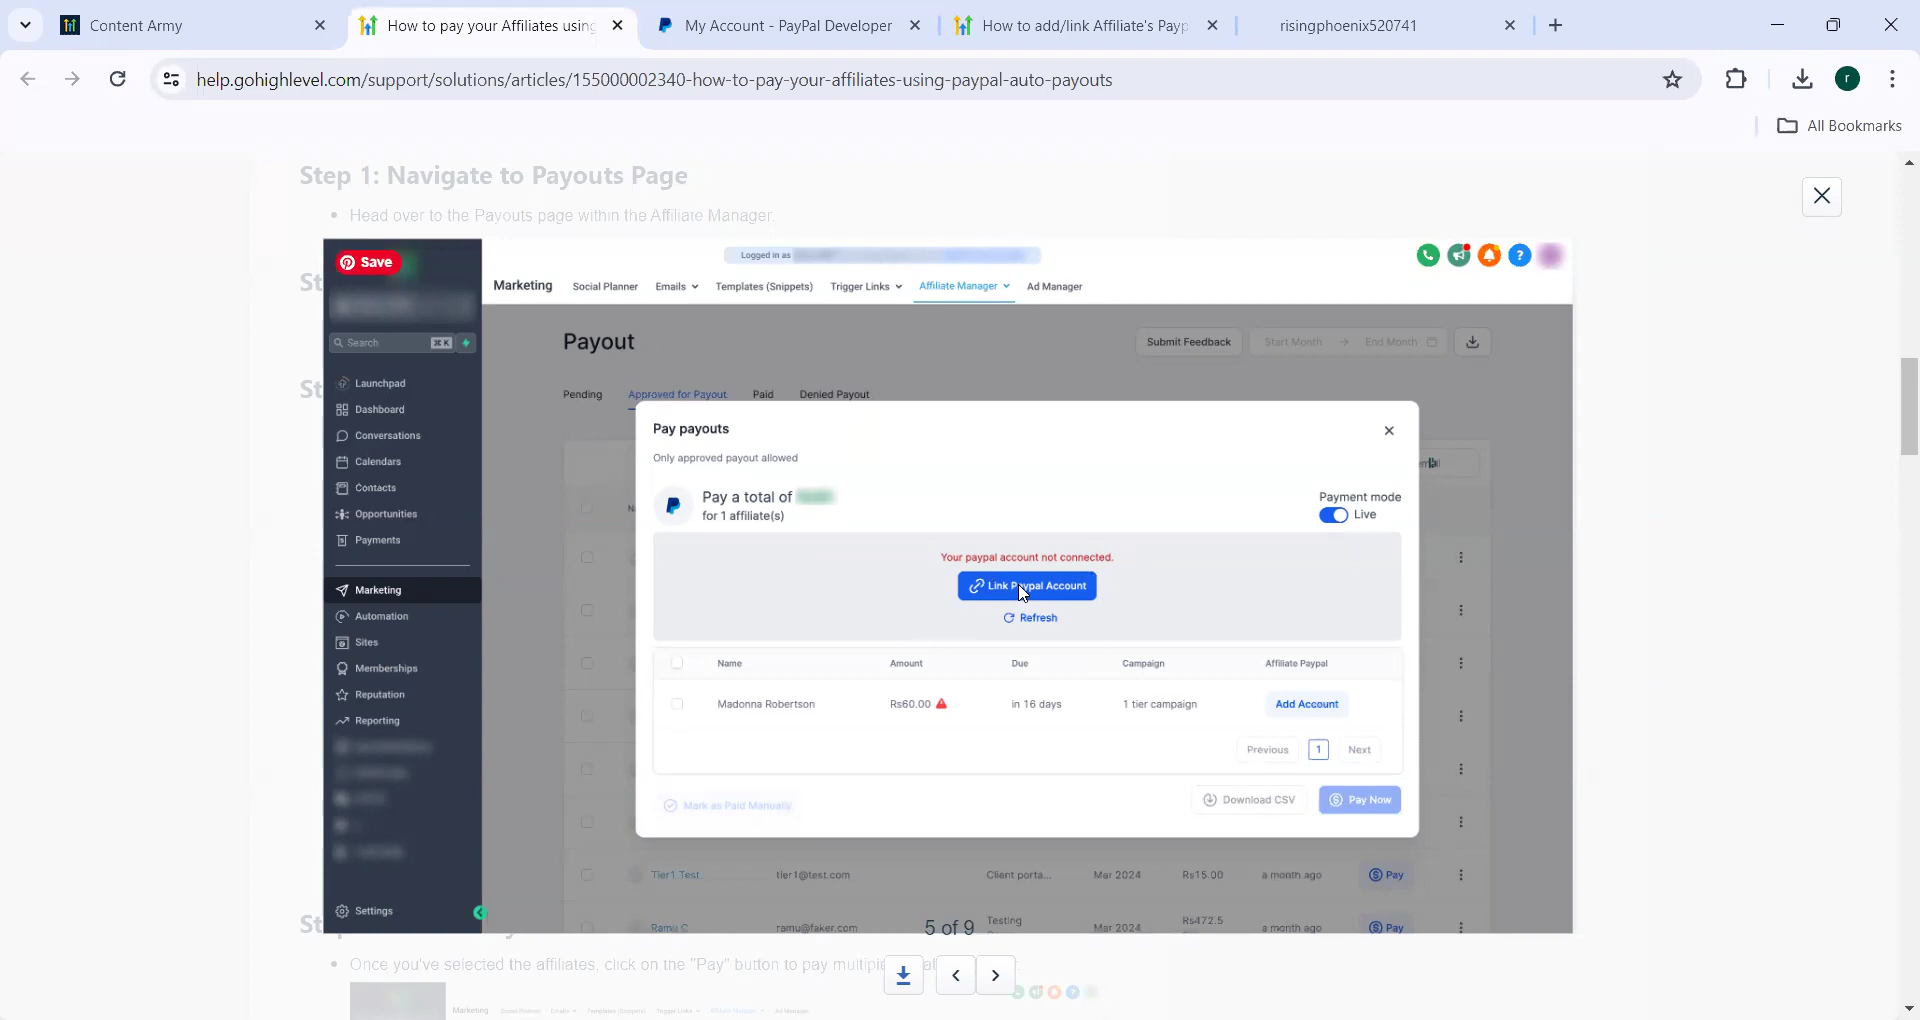 Content Army
How to pay your Affiliates using
My Account - PayPal Developer
How to add/link Affiliate's Payp
risingphoenix520741
help.gohighlevel.com/support/solutions/articles/155000002340-how-to-pay-your-affiliates-using-paypal-auto-payouts
r
All Bookmarks
Step 1: Navigate to Payouts Page
• Head over to the Payouts page within the Affiliate Manager.
Save
Logged in as
Marketing Social Planner Emails Templates (Snippets) Trigger Links Affiliate Manager Ad Manager
Search ⌘ K
Payout
Submit Feedback
Start Month → End Month
Launchpad
Dashboard
Conversations
Calendars
Contacts
Opportunities
Payments
Marketing
Automation
Sites
Memberships
Reputation
Reporting
Settings
Pending Approved for Payout Paid Denied Payout
Pay payouts
Only approved payout allowed
Pay a total of
for 1 affiliate(s)
Payment mode
Live
Your paypal account not connected.
Link Paypal Account
Refresh
Name Amount Due Campaign Affiliate Paypal
Madonna Robertson Rs60.00 in 16 days 1 tier campaign Add Account
Previous 1 Next
Mark as Paid Manually
Download CSV
Pay Now
Tier1 Test tier1@test.com Client porta... Mar 2024 Rs15.00 a month ago Pay
Ramu C ramu@faker.com Testing Mar 2024 Rs472.5 a month ago Pay
5 of 9
• Once you've selected the affiliates, click on the "Pay" button to pay multiple